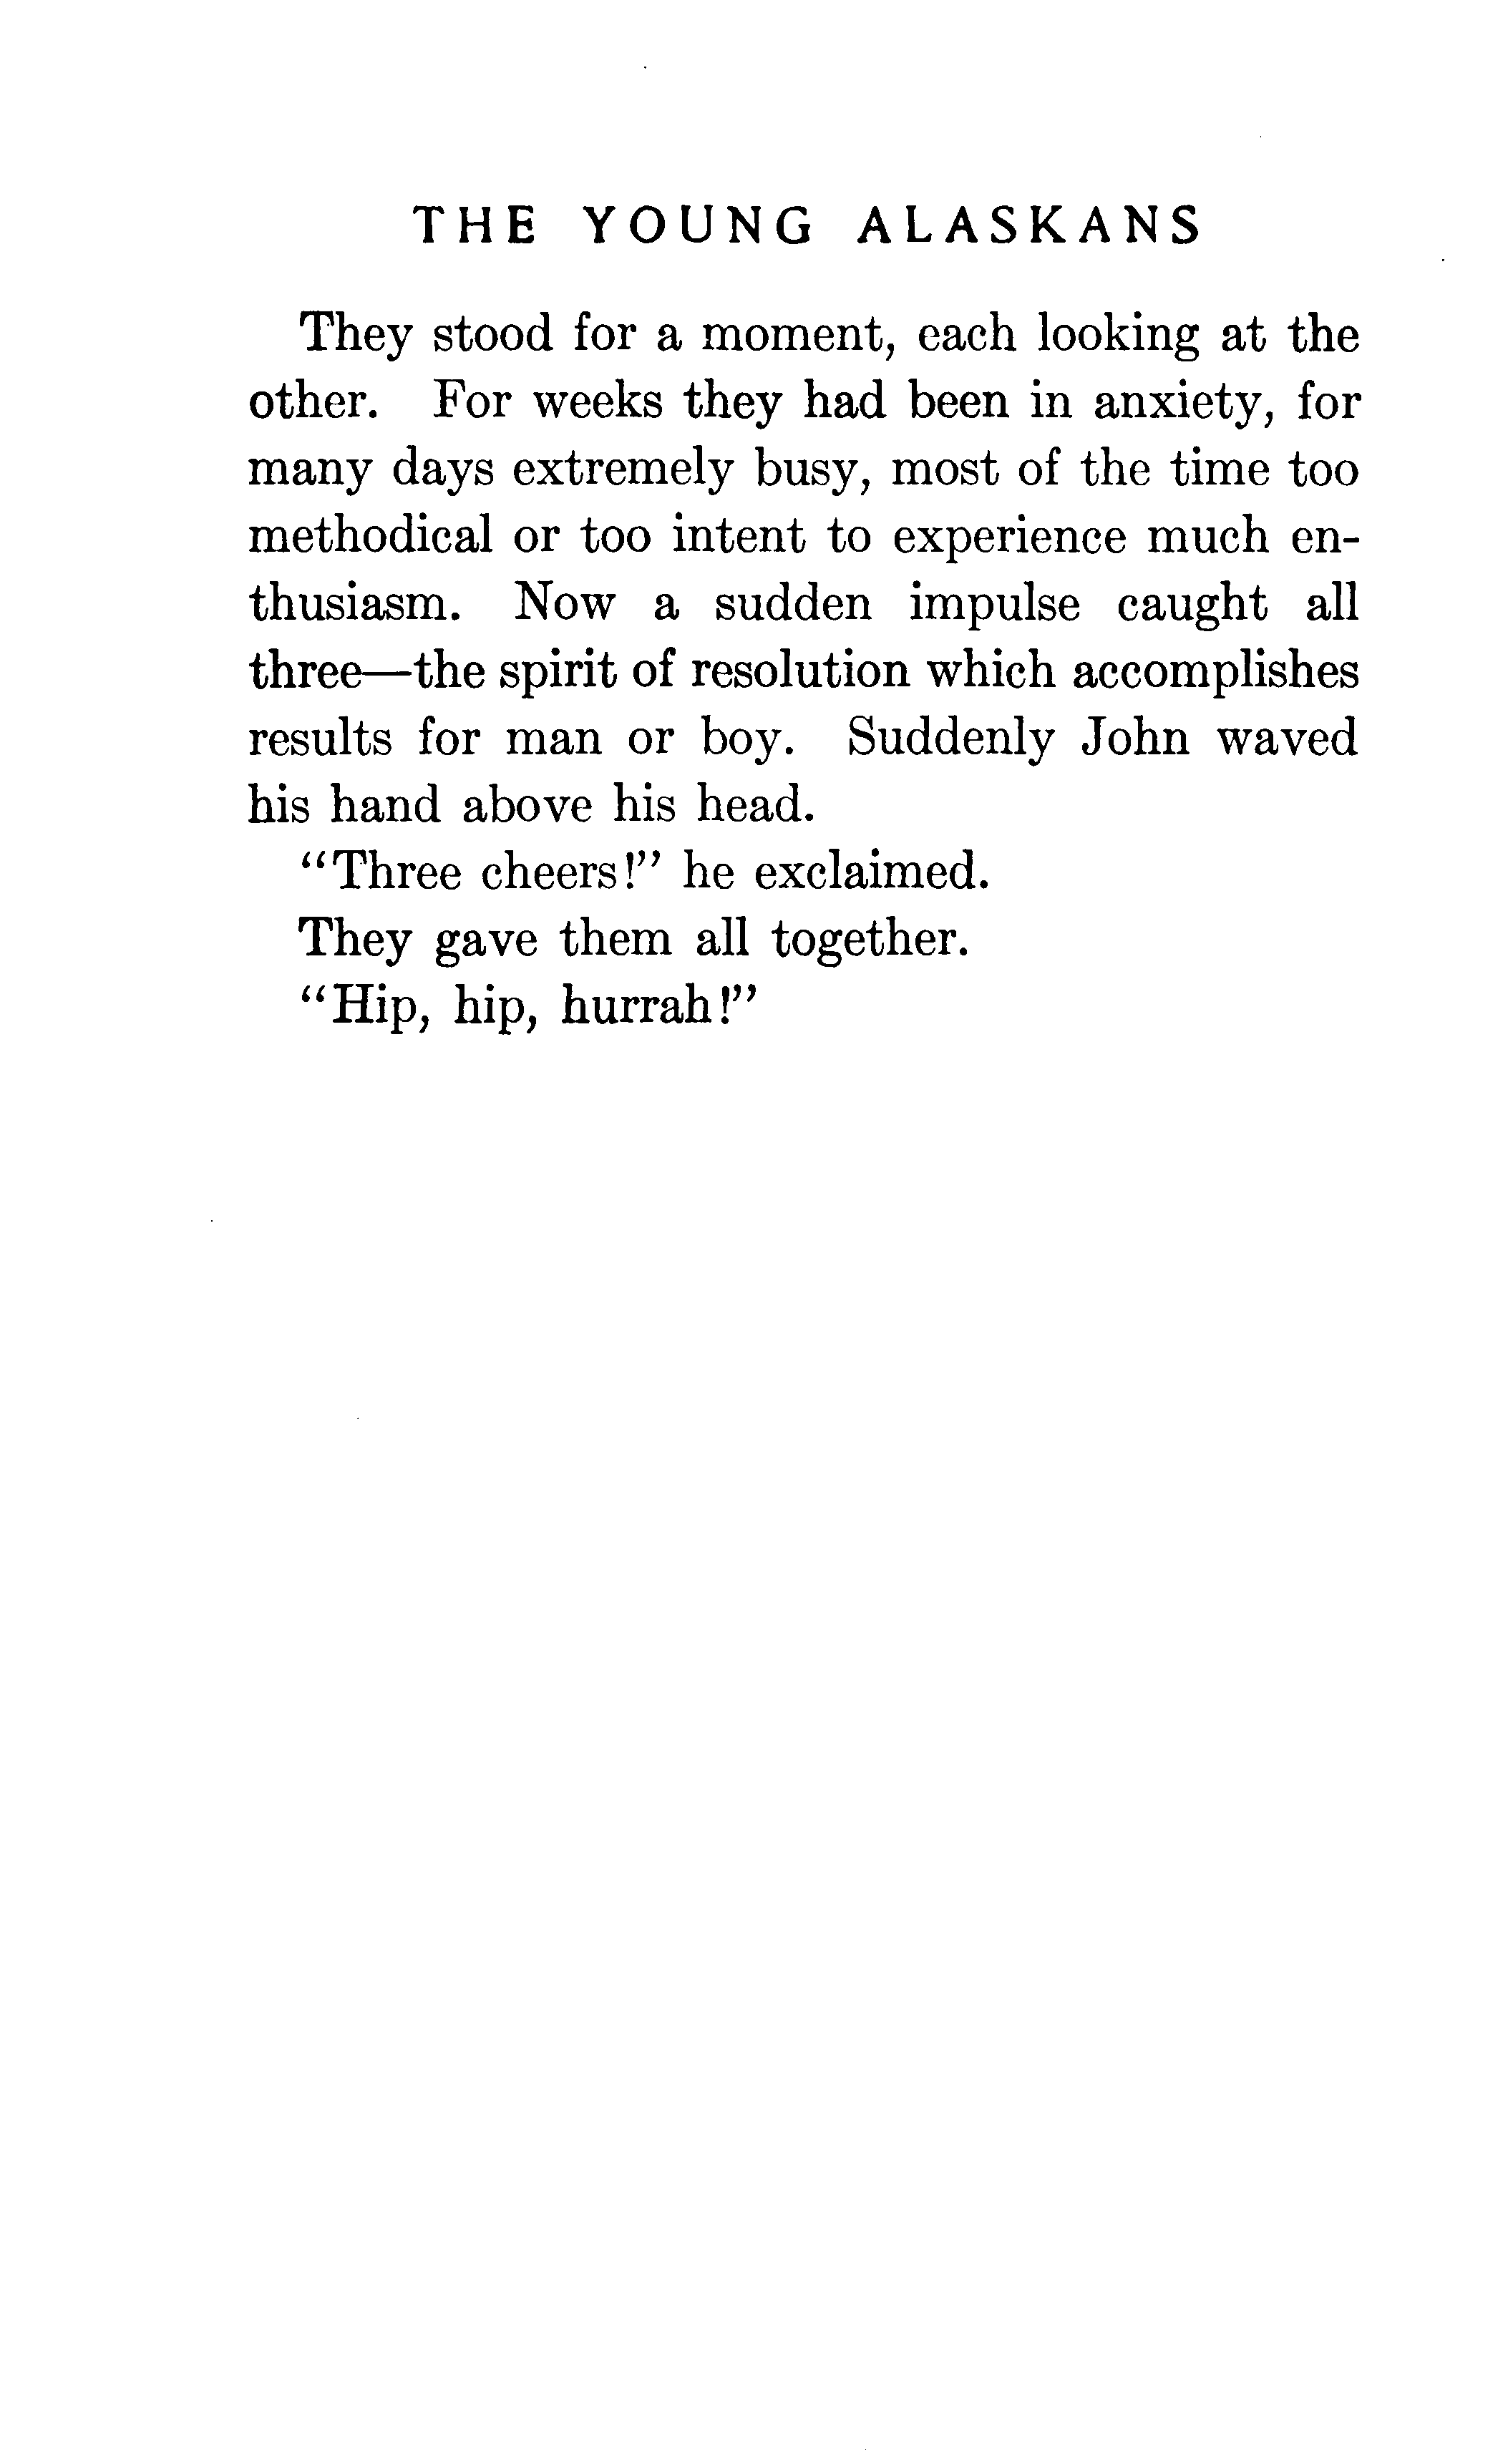 THE YOUNG ALASKANS
They stood for a moment, each looking at the
other. For weeks they had been in anxiety, for
many days extremely busy, most of the time too
methodical or too intent to experience much en-
thusiasm. Now a sudden impulse caught all
three—the spirit of resolution which accomplishes
results for man or boy. Suddenly John waved
his hand above his head.
“Three cheers!” he exclaimed.
They gave them all together.
“Hip, hip, hurrah!”